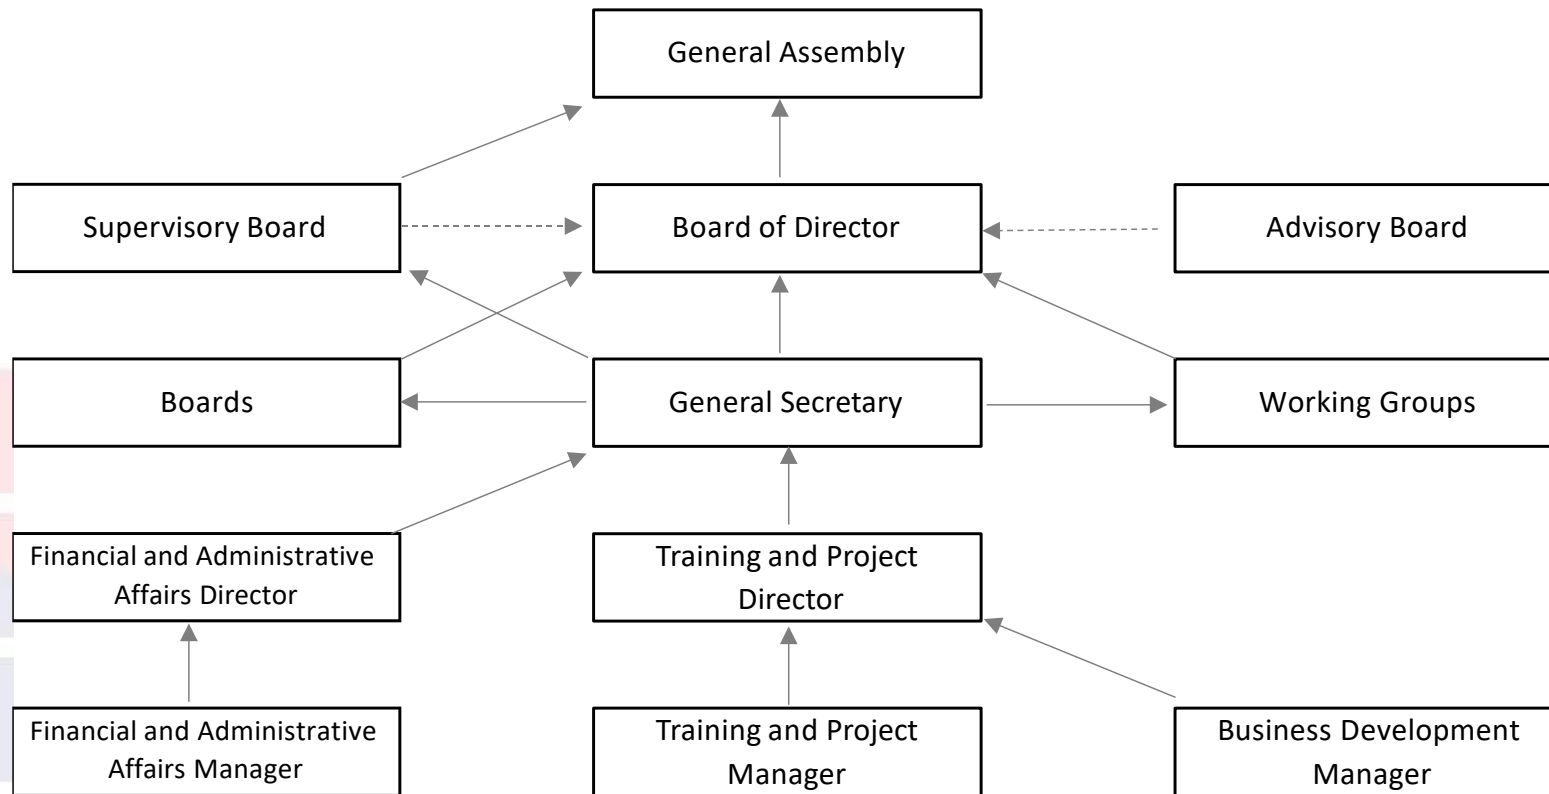 General Assembly
Supervisory Board
Board of Director
Advisory Board
Boards
General Secretary
Working Groups
Financial and Administrative
Affairs Director
Training and Project
Director
Financial and Administrative
Affairs Manager
Training and Project
Manager
Business Development
Manager